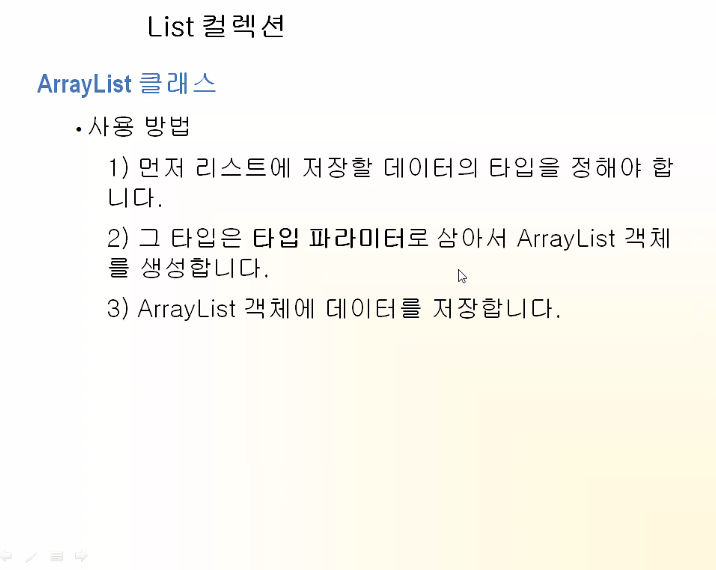 List 컬렉션
ArrayList 클래스
• 사용 방법
1) 먼저 리스트에 저장할 데이터의 타입을 정해야 합
니다.
2) 그 타입은 타입 파라미터로 삼아서 ArrayList 객체
를 생성합니다.
3) ArrayList 객체에 데이터를 저장합니다.